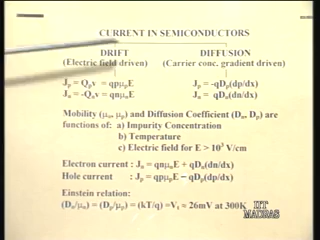 CURRENT IN SEMICONDUCTORS
DRIFT
(Electric field driven)
DIFFUSION
(Carrier conc. gradient driven)
Jₚ = Qₚv = qpμₚE
Jₙ = -Qₙv = qnμₙE
Jₚ = -qDₚ(dp/dx)
Jₙ = qDₙ(dn/dx)
Mobility (μₙ, μₚ) and Diffusion Coefficient (Dₙ, Dₚ) are
functions of: a) Impurity Concentration
b) Temperature
c) Electric field for E > 10³ V/cm
Electron current : Jₙ = qnμₙE + qDₙ(dn/dx)
Hole current : Jₚ = qpμₚE − qDₚ(dp/dx)
Einstein relation:
(Dₙ/μₙ) = (Dₚ/μₚ) = (kT/q) =Vₜ ≈ 26mV at 300K
IIT
MADRAS